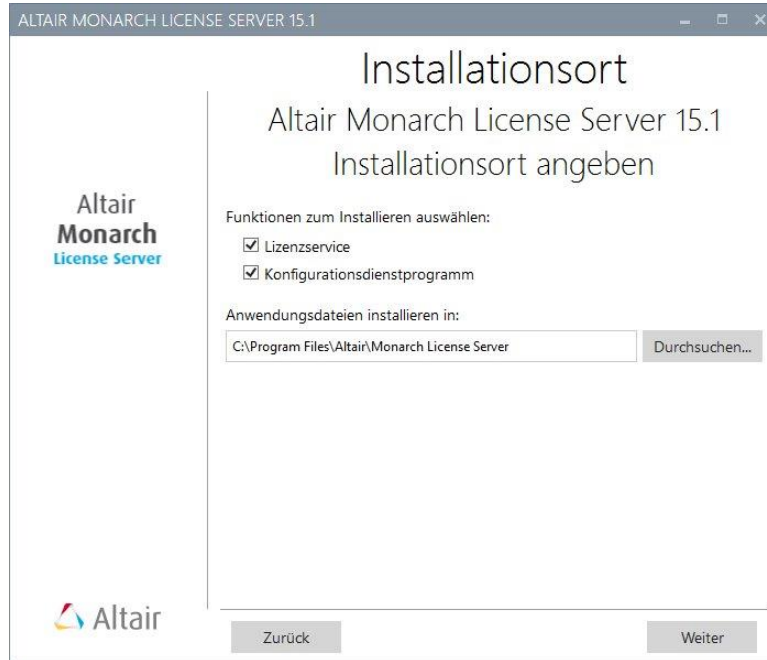 ALTAIR MONARCH LICENSE SERVER 15.1
Installationsort
Altair Monarch License Server 15.1
Installationsort angeben
Altair
Monarch
License Server
Funktionen zum Installieren auswählen:
Lizenzservice
Konfigurationsdienstprogramm
Anwendungsdateien installieren in:
C:\Program Files\Altair\Monarch License Server
Durchsuchen...
Altair
Zurück
Weiter